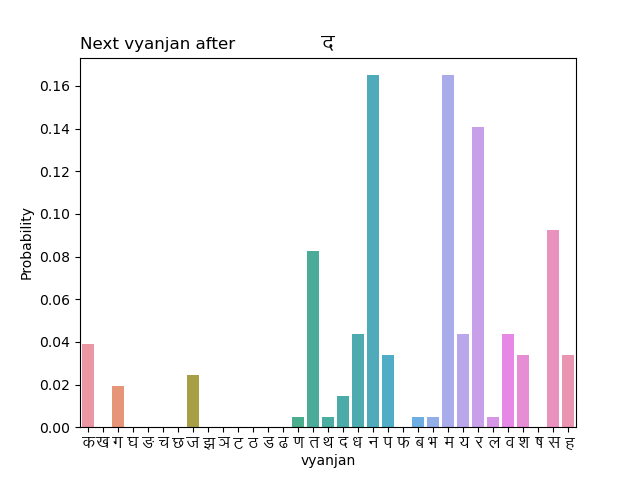 Next vyanjan after द
0.16
0.14
0.12
0.10
0.08
0.06
0.04
0.02
0.00
Probability
क ख ग घ ङ च छ ज झ ञ ट ठ ड ढ ण त थ द ध न प फ ब भ म य र ल व श ष स ह
vyanjan